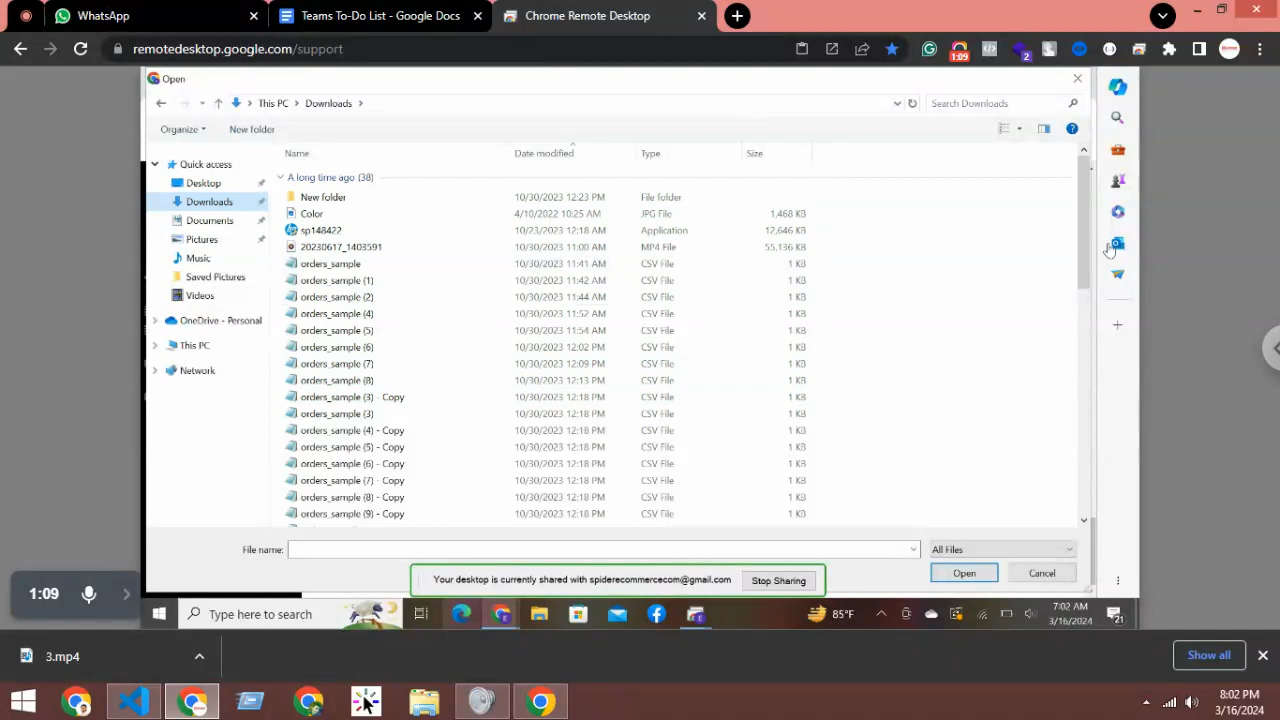 WhatsApp
Teams To-Do List - Google Docs
Chrome Remote Desktop
remotedesktop.google.com/support
1:09
2
Open
This PC
Downloads
Search Downloads
Organize
New folder
Name
Date modified
Type
Size
Quick access
Desktop
Downloads
Documents
Pictures
Music
Saved Pictures
Videos
OneDrive - Personal
This PC
Network
A long time ago (38)
New folder 10/30/2023 12:23 PM File folder
Color 4/10/2022 10:25 AM JPG File 1,468 KB
sp148422 10/23/2023 12:18 AM Application 12,646 KB
20230617_1403591 10/30/2023 11:00 AM MP4 File 55,136 KB
orders_sample 10/30/2023 11:41 AM CSV File 1 KB
orders_sample (1) 10/30/2023 11:42 AM CSV File 1 KB
orders_sample (2) 10/30/2023 11:44 AM CSV File 1 KB
orders_sample (4) 10/30/2023 11:52 AM CSV File 1 KB
orders_sample (5) 10/30/2023 11:54 AM CSV File 1 KB
orders_sample (6) 10/30/2023 12:02 PM CSV File 1 KB
orders_sample (7) 10/30/2023 12:09 PM CSV File 1 KB
orders_sample (8) 10/30/2023 12:13 PM CSV File 1 KB
orders_sample (3) - Copy 10/30/2023 12:18 PM CSV File 1 KB
orders_sample (3) 10/30/2023 12:18 PM CSV File 1 KB
orders_sample (4) - Copy 10/30/2023 12:18 PM CSV File 1 KB
orders_sample (5) - Copy 10/30/2023 12:18 PM CSV File 1 KB
orders_sample (6) - Copy 10/30/2023 12:18 PM CSV File 1 KB
orders_sample (7) - Copy 10/30/2023 12:18 PM CSV File 1 KB
orders_sample (8) - Copy 10/30/2023 12:18 PM CSV File 1 KB
orders_sample (9) - Copy 10/30/2023 12:18 PM CSV File 1 KB
File name:
All Files
Open
Cancel
Your desktop is currently shared with spiderecommercecom@gmail.com
Stop Sharing
1:09
Type here to search
85°F
7:02 AM
3/16/2024
21
3.mp4
Show all
8:02 PM
3/16/2024